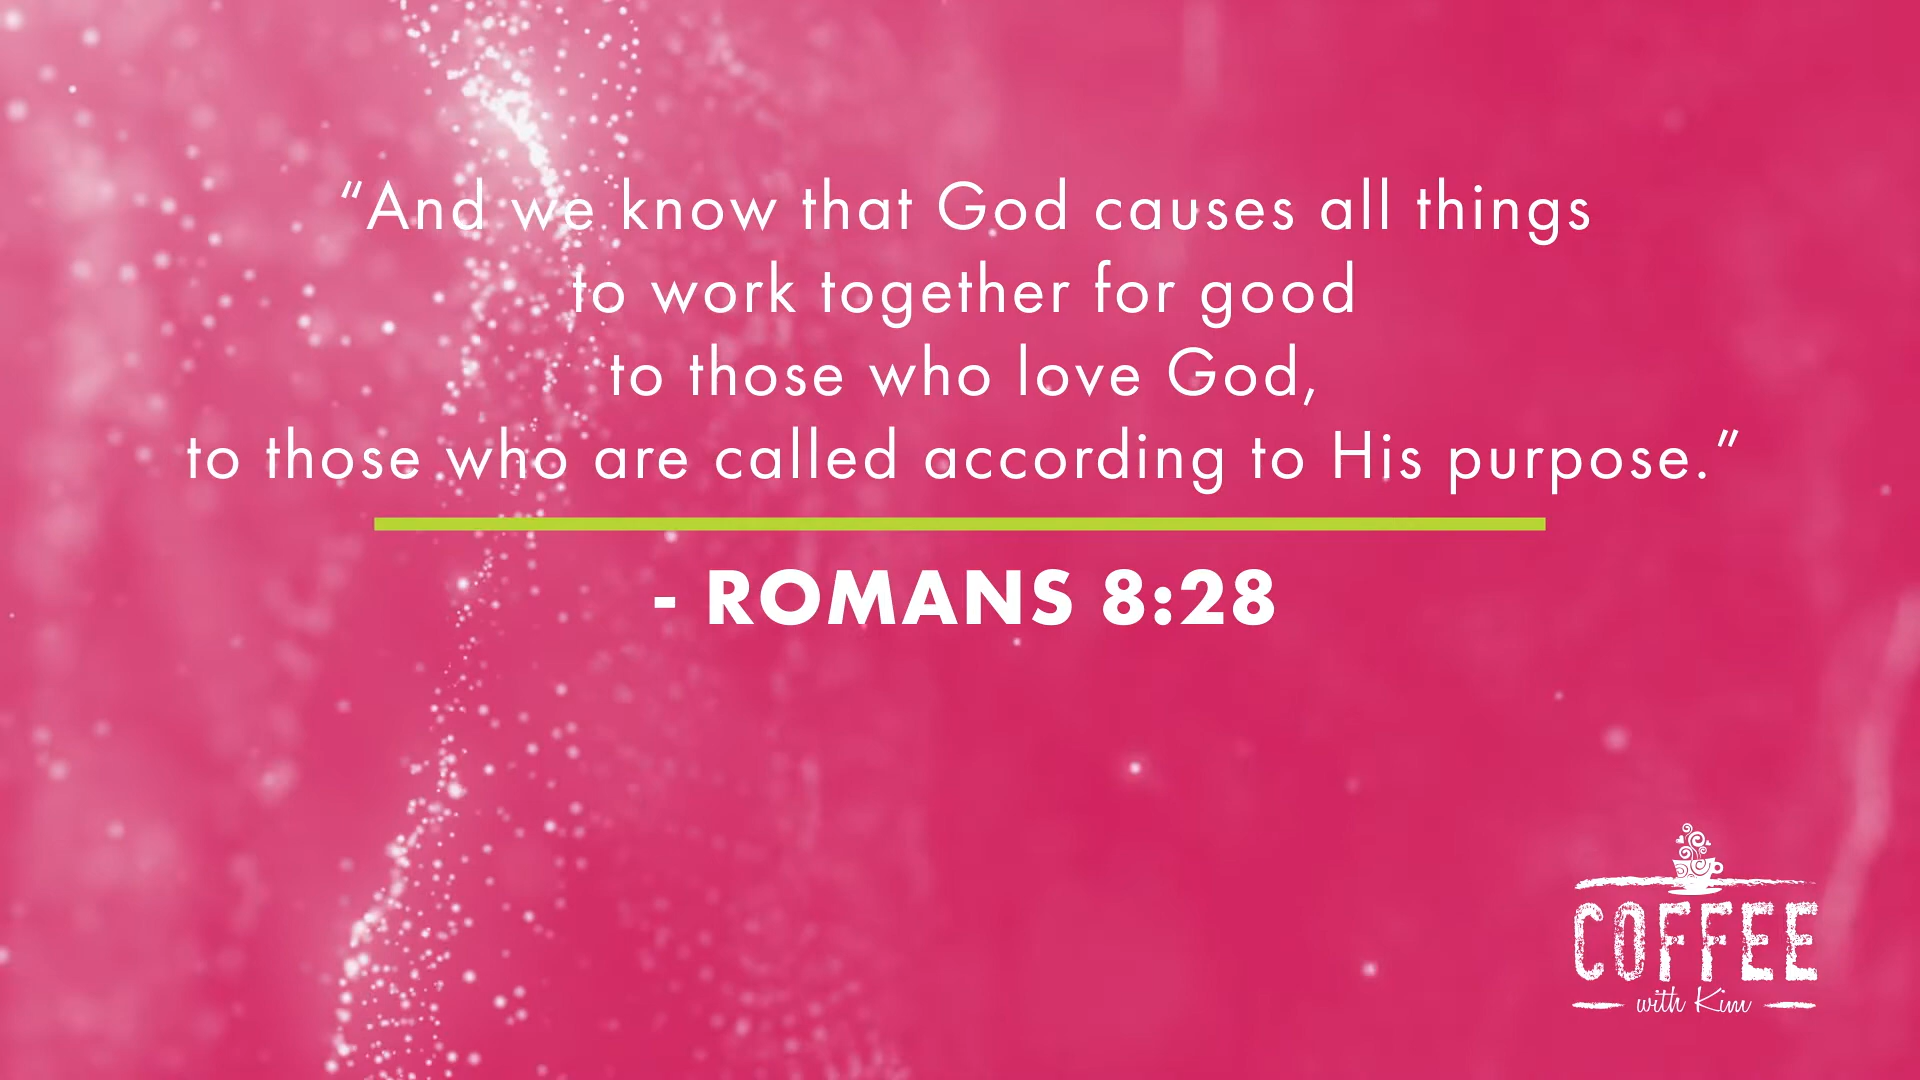 “And we know that God causes all things
to work together for good
to those who love God,
to those who are called according to His purpose.”
- ROMANS 8:28
COFFEE
with Kim